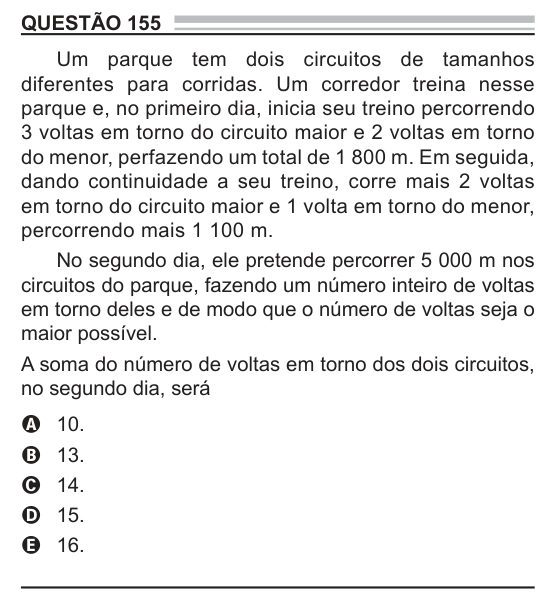 QUESTÃO 155
Um parque tem dois circuitos de tamanhos
diferentes para corridas. Um corredor treina nesse
parque e, no primeiro dia, inicia seu treino percorrendo
3 voltas em torno do circuito maior e 2 voltas em torno
do menor, perfazendo um total de 1 800 m. Em seguida,
dando continuidade a seu treino, corre mais 2 voltas
em torno do circuito maior e 1 volta em torno do menor,
percorrendo mais 1 100 m.
No segundo dia, ele pretende percorrer 5 000 m nos
circuitos do parque, fazendo um número inteiro de voltas
em torno deles e de modo que o número de voltas seja o
maior possível.
A soma do número de voltas em torno dos dois circuitos,
no segundo dia, será
A 10.
B 13.
C 14.
D 15.
E 16.